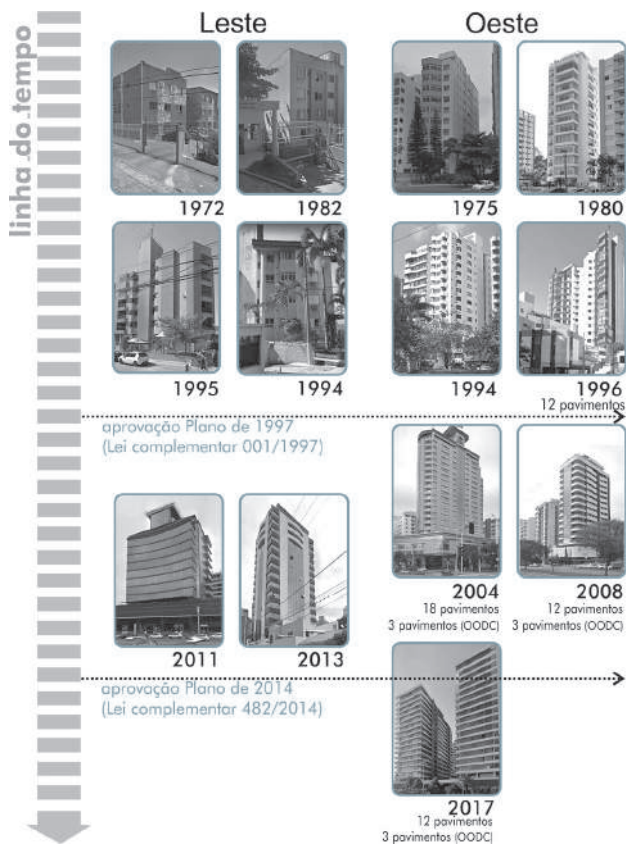 linha do tempo
Leste
Oeste
1972
1982
1975
1980
1995
1994
1994
1996
12 pavimentos
aprovação Plano de 1997
(Lei complementar 001/1997)
2004
18 pavimentos
3 pavimentos (OODC)
2008
12 pavimentos
3 pavimentos (OODC)
2011
2013
aprovação Plano de 2014
(Lei complementar 482/2014)
2017
12 pavimentos
3 pavimentos (OODC)